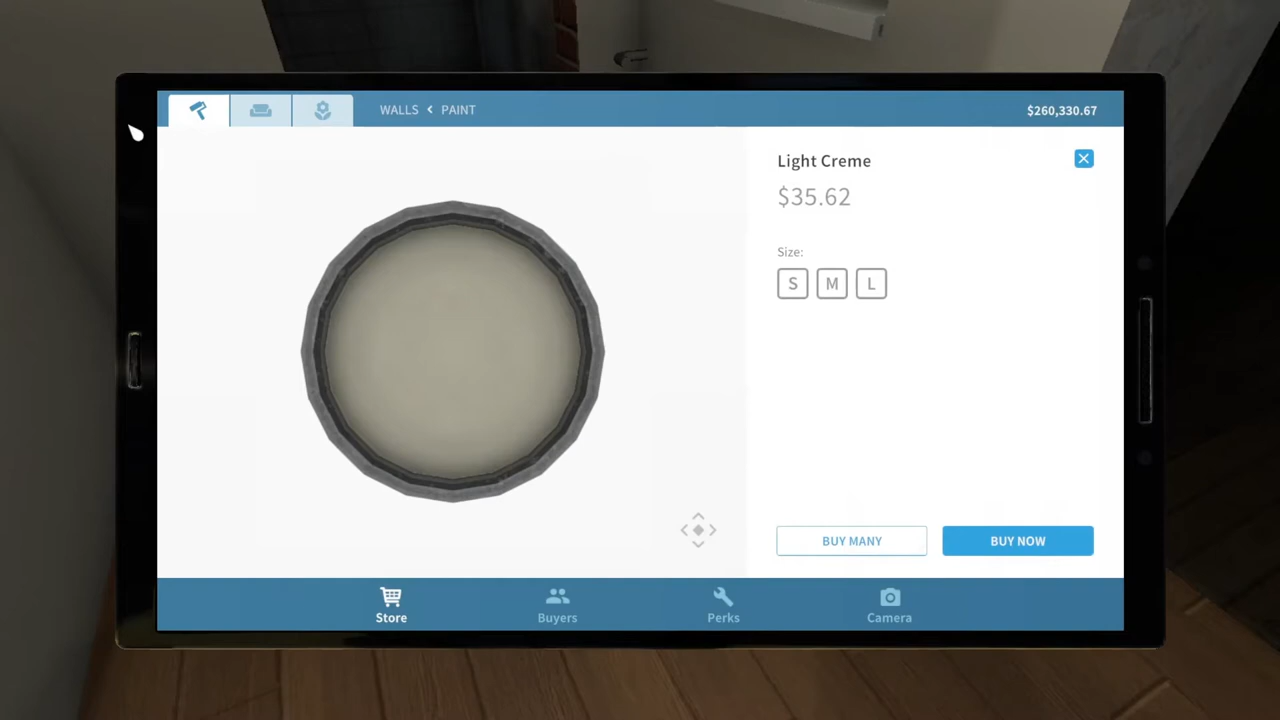 WALLS < PAINT
$260,330.67
Light Creme
$35.62
Size:
S M L
BUY MANY
BUY NOW
Store
Buyers
Perks
Camera